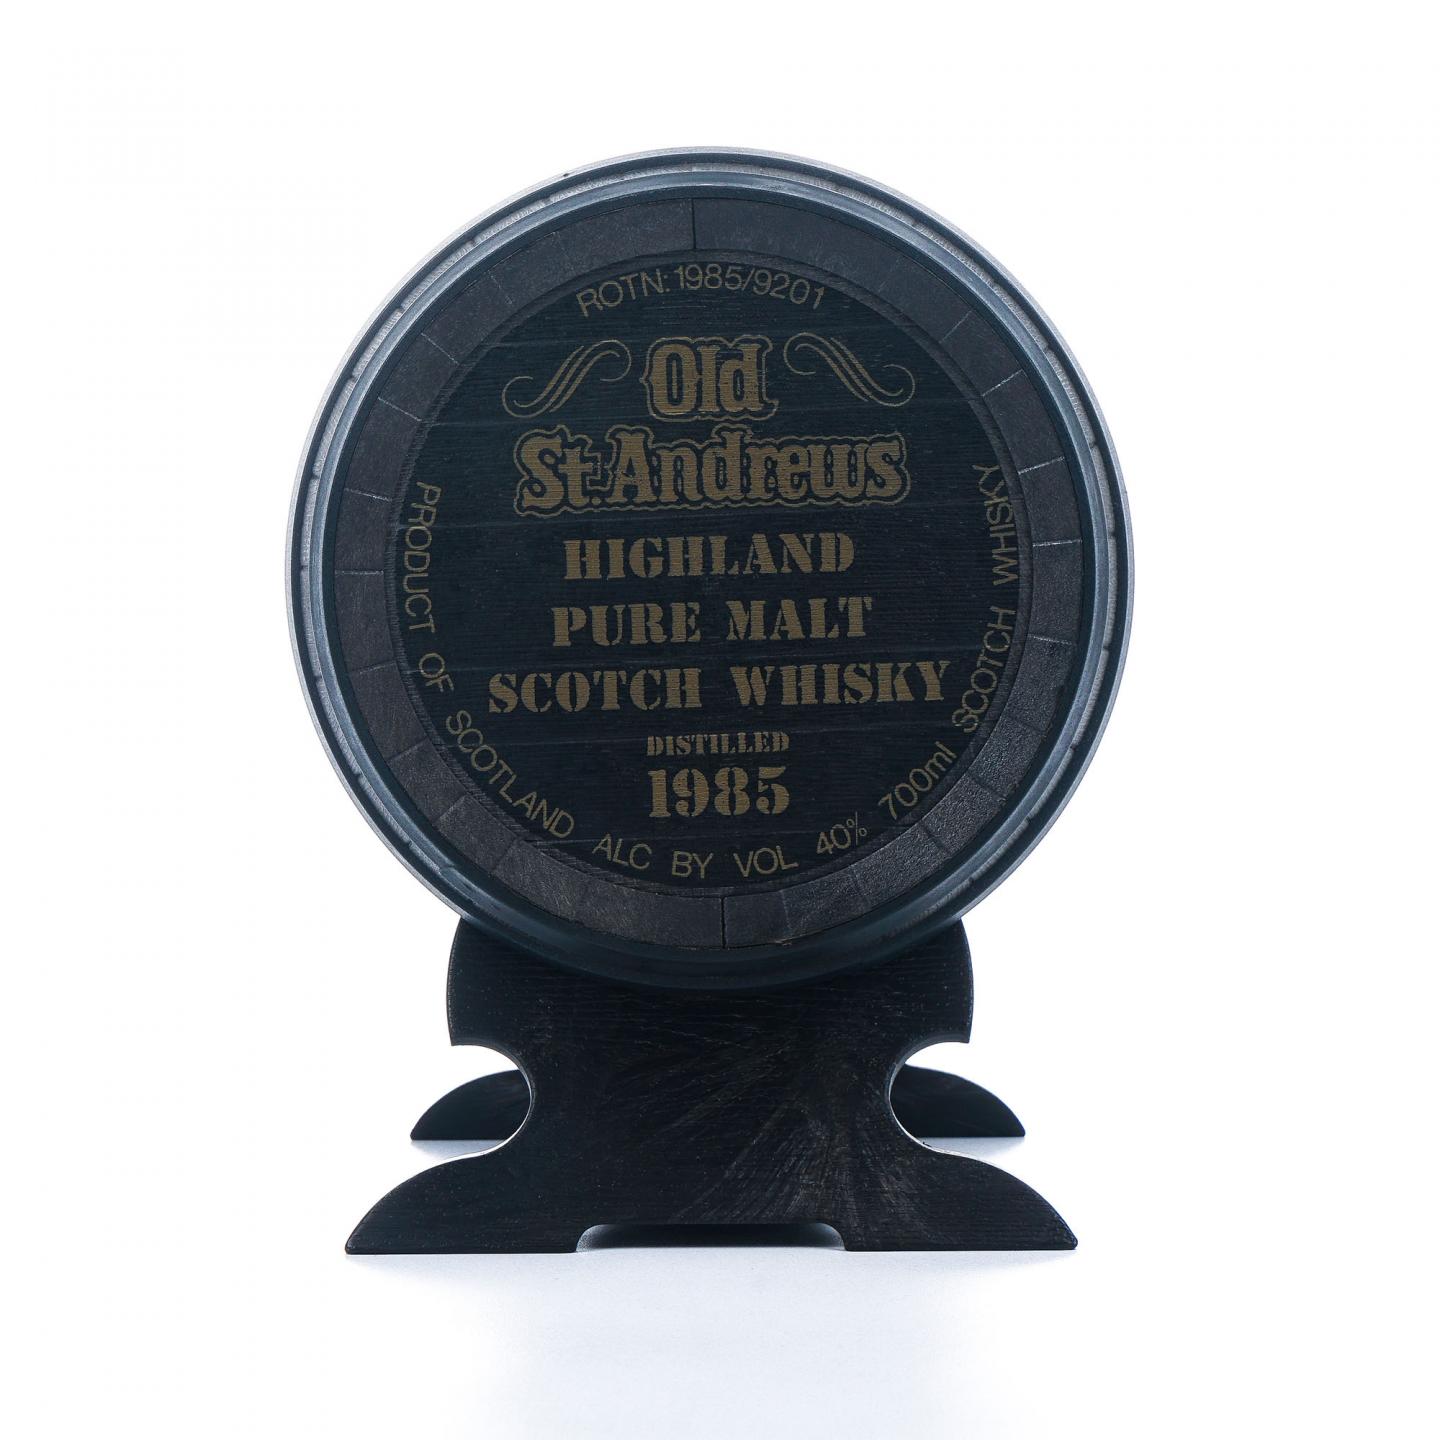 ROTN: 1985/9201
Old
St. Andrews
HIGHLAND
PURE MALT
SCOTCH WHISKY
DISTILLED
1985
PRODUCT OF SCOTLAND ALC BY VOL 40% 700ml SCOTCH WHISKY